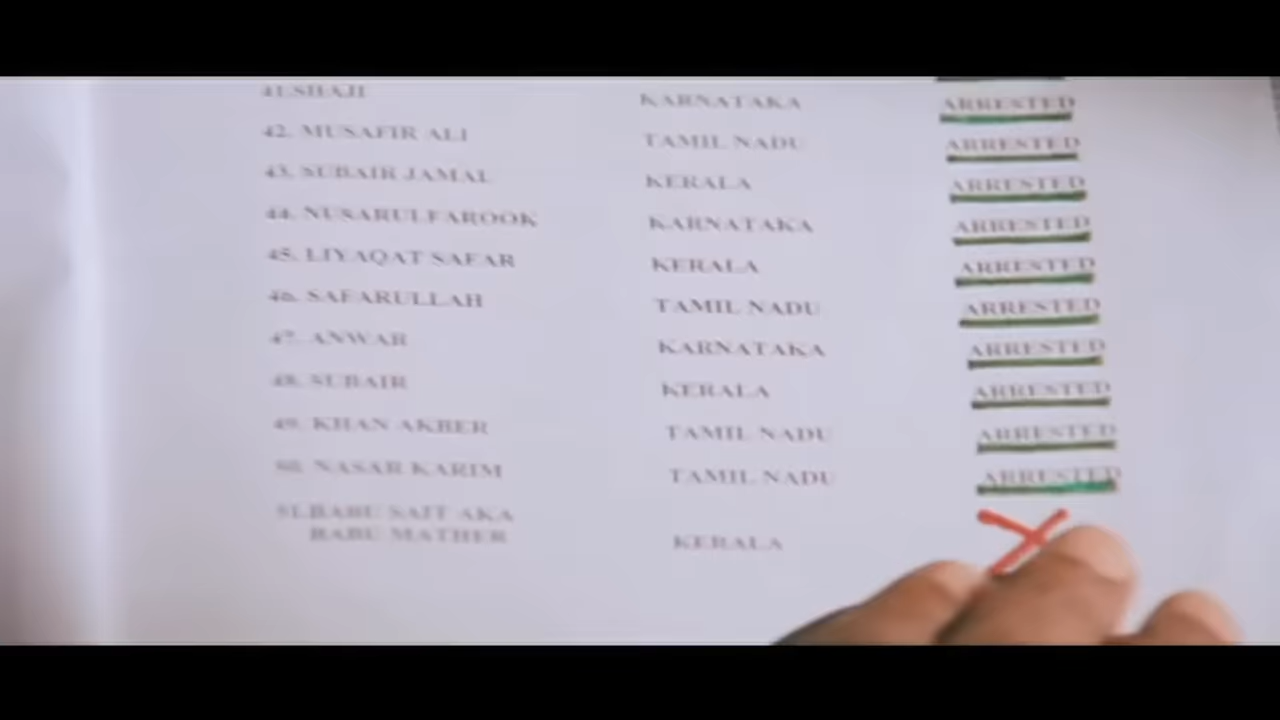 41.SHAJI KARNATAKA ARRESTED
42. MUSAFIR ALI TAMIL NADU ARRESTED
43. SUBAIR JAMAL KERALA ARRESTED
44. NUSARUL FAROOK KARNATAKA ARRESTED
45. LIYAQAT SAFAR KERALA ARRESTED
46. SAFARULLAH TAMIL NADU ARRESTED
47. ANWAR KARNATAKA ARRESTED
48. SUBAIR KERALA ARRESTED
49. KHAN AKBER TAMIL NADU ARRESTED
50. NASAR KARIM TAMIL NADU ARRESTED
51.BABU SAIT AKA
BABU MATHER KERALA